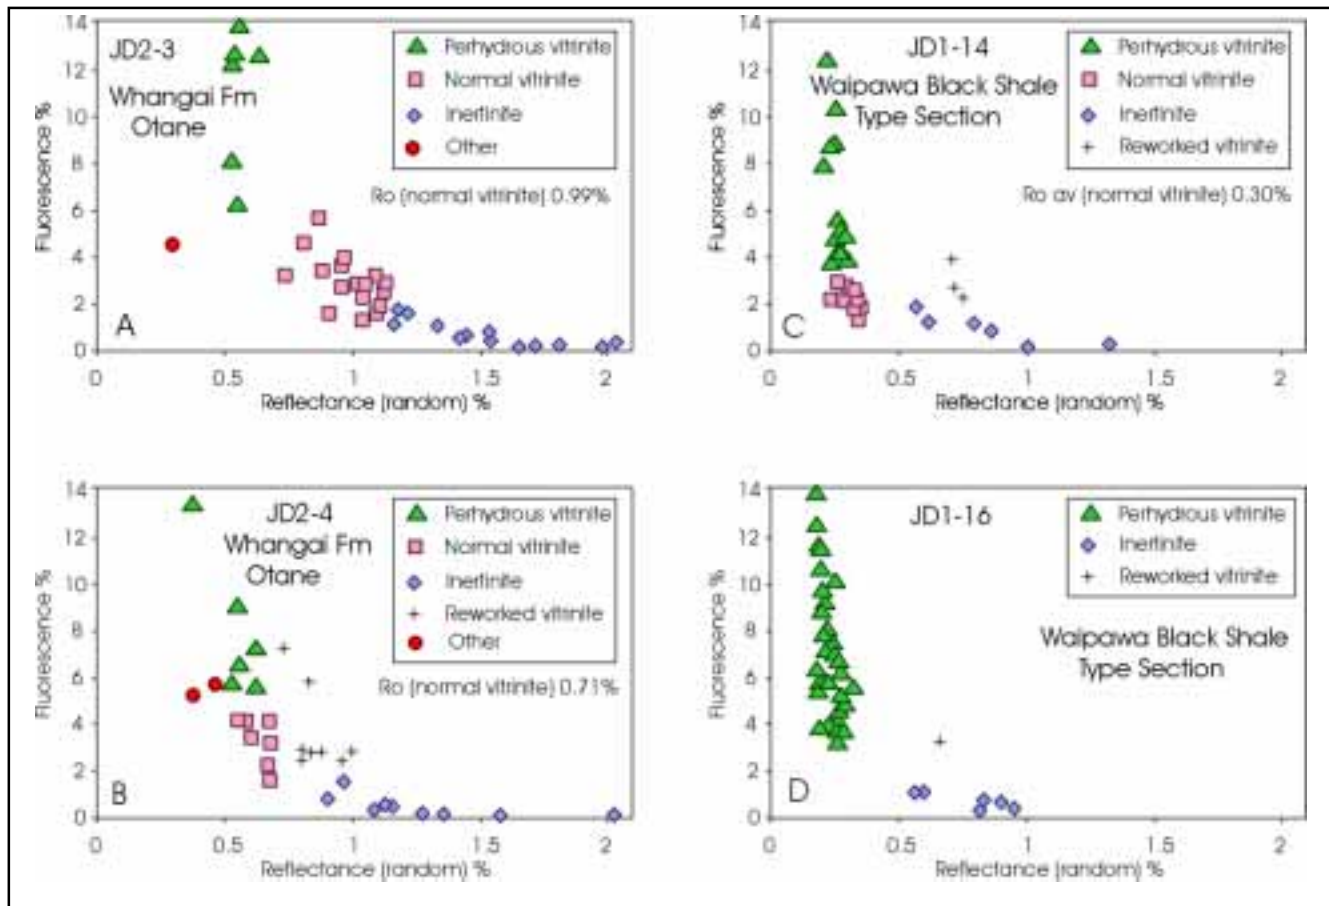 14
12
10
8
6
4
2
0
Fluorescence %
JD2-3
Whangai Fm
Otane
Perhydrous vitrinite
Normal vitrinite
Inertinite
Other
Ro (normal vitrinite) 0.99%
A
0 0.5 1 1.5 2
Reflectance (random) %
14
12
10
8
6
4
2
0
Fluorescence %
JD1-14
Waipawa Black Shale
Type Section
Perhydrous vitrinite
Normal vitrinite
Inertinite
Reworked vitrinite
Ro av (normal vitrinite) 0.30%
C
0 0.5 1 1.5 2
Reflectance (random) %
14
12
10
8
6
4
2
0
Fluorescence %
JD2-4
Whangai Fm
Otane
Perhydrous vitrinite
Normal vitrinite
Inertinite
Reworked vitrinite
Other
Ro (normal vitrinite) 0.71%
B
0 0.5 1 1.5 2
Reflectance (random) %
14
12
10
8
6
4
2
0
Fluorescence %
JD1-16
Perhydrous vitrinite
Inertinite
Reworked vitrinite
Waipawa Black Shale
Type Section
D
0 0.5 1 1.5 2
Reflectance (random) %